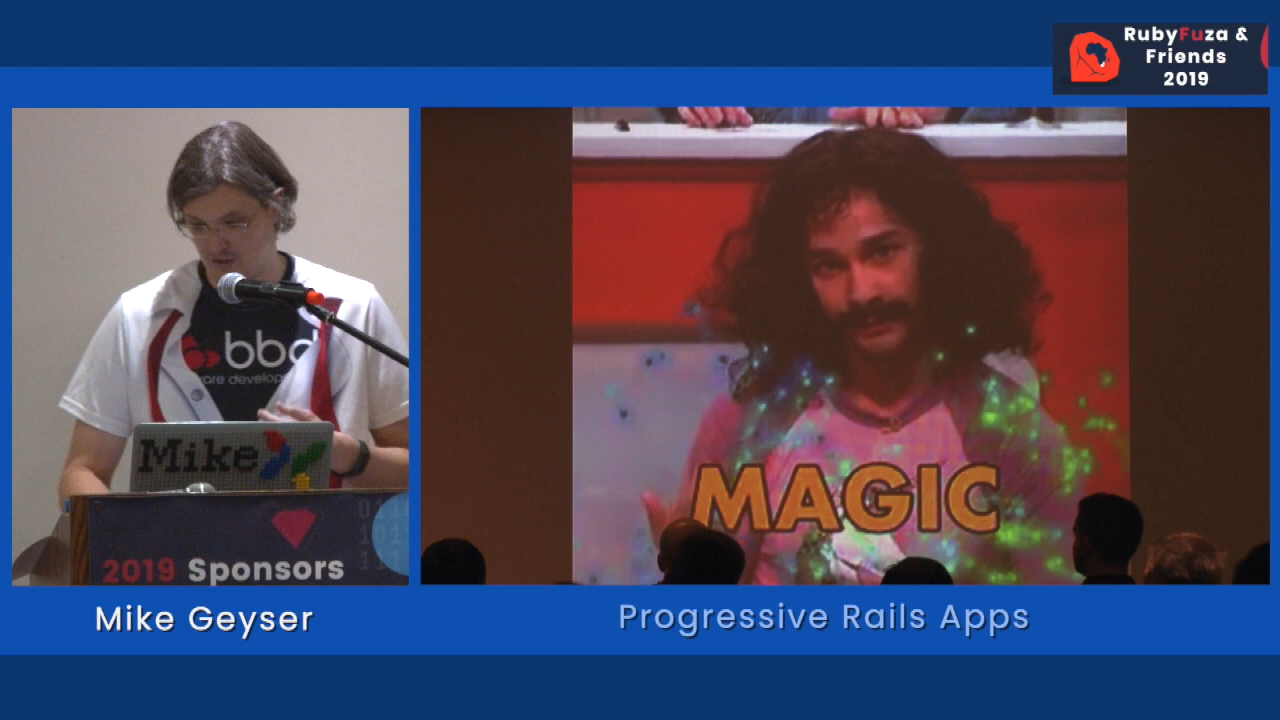 RubyFuza &
Friends
2019
bbd
Mike
MAGIC
2019 Sponsors
Mike Geyser
Progressive Rails Apps